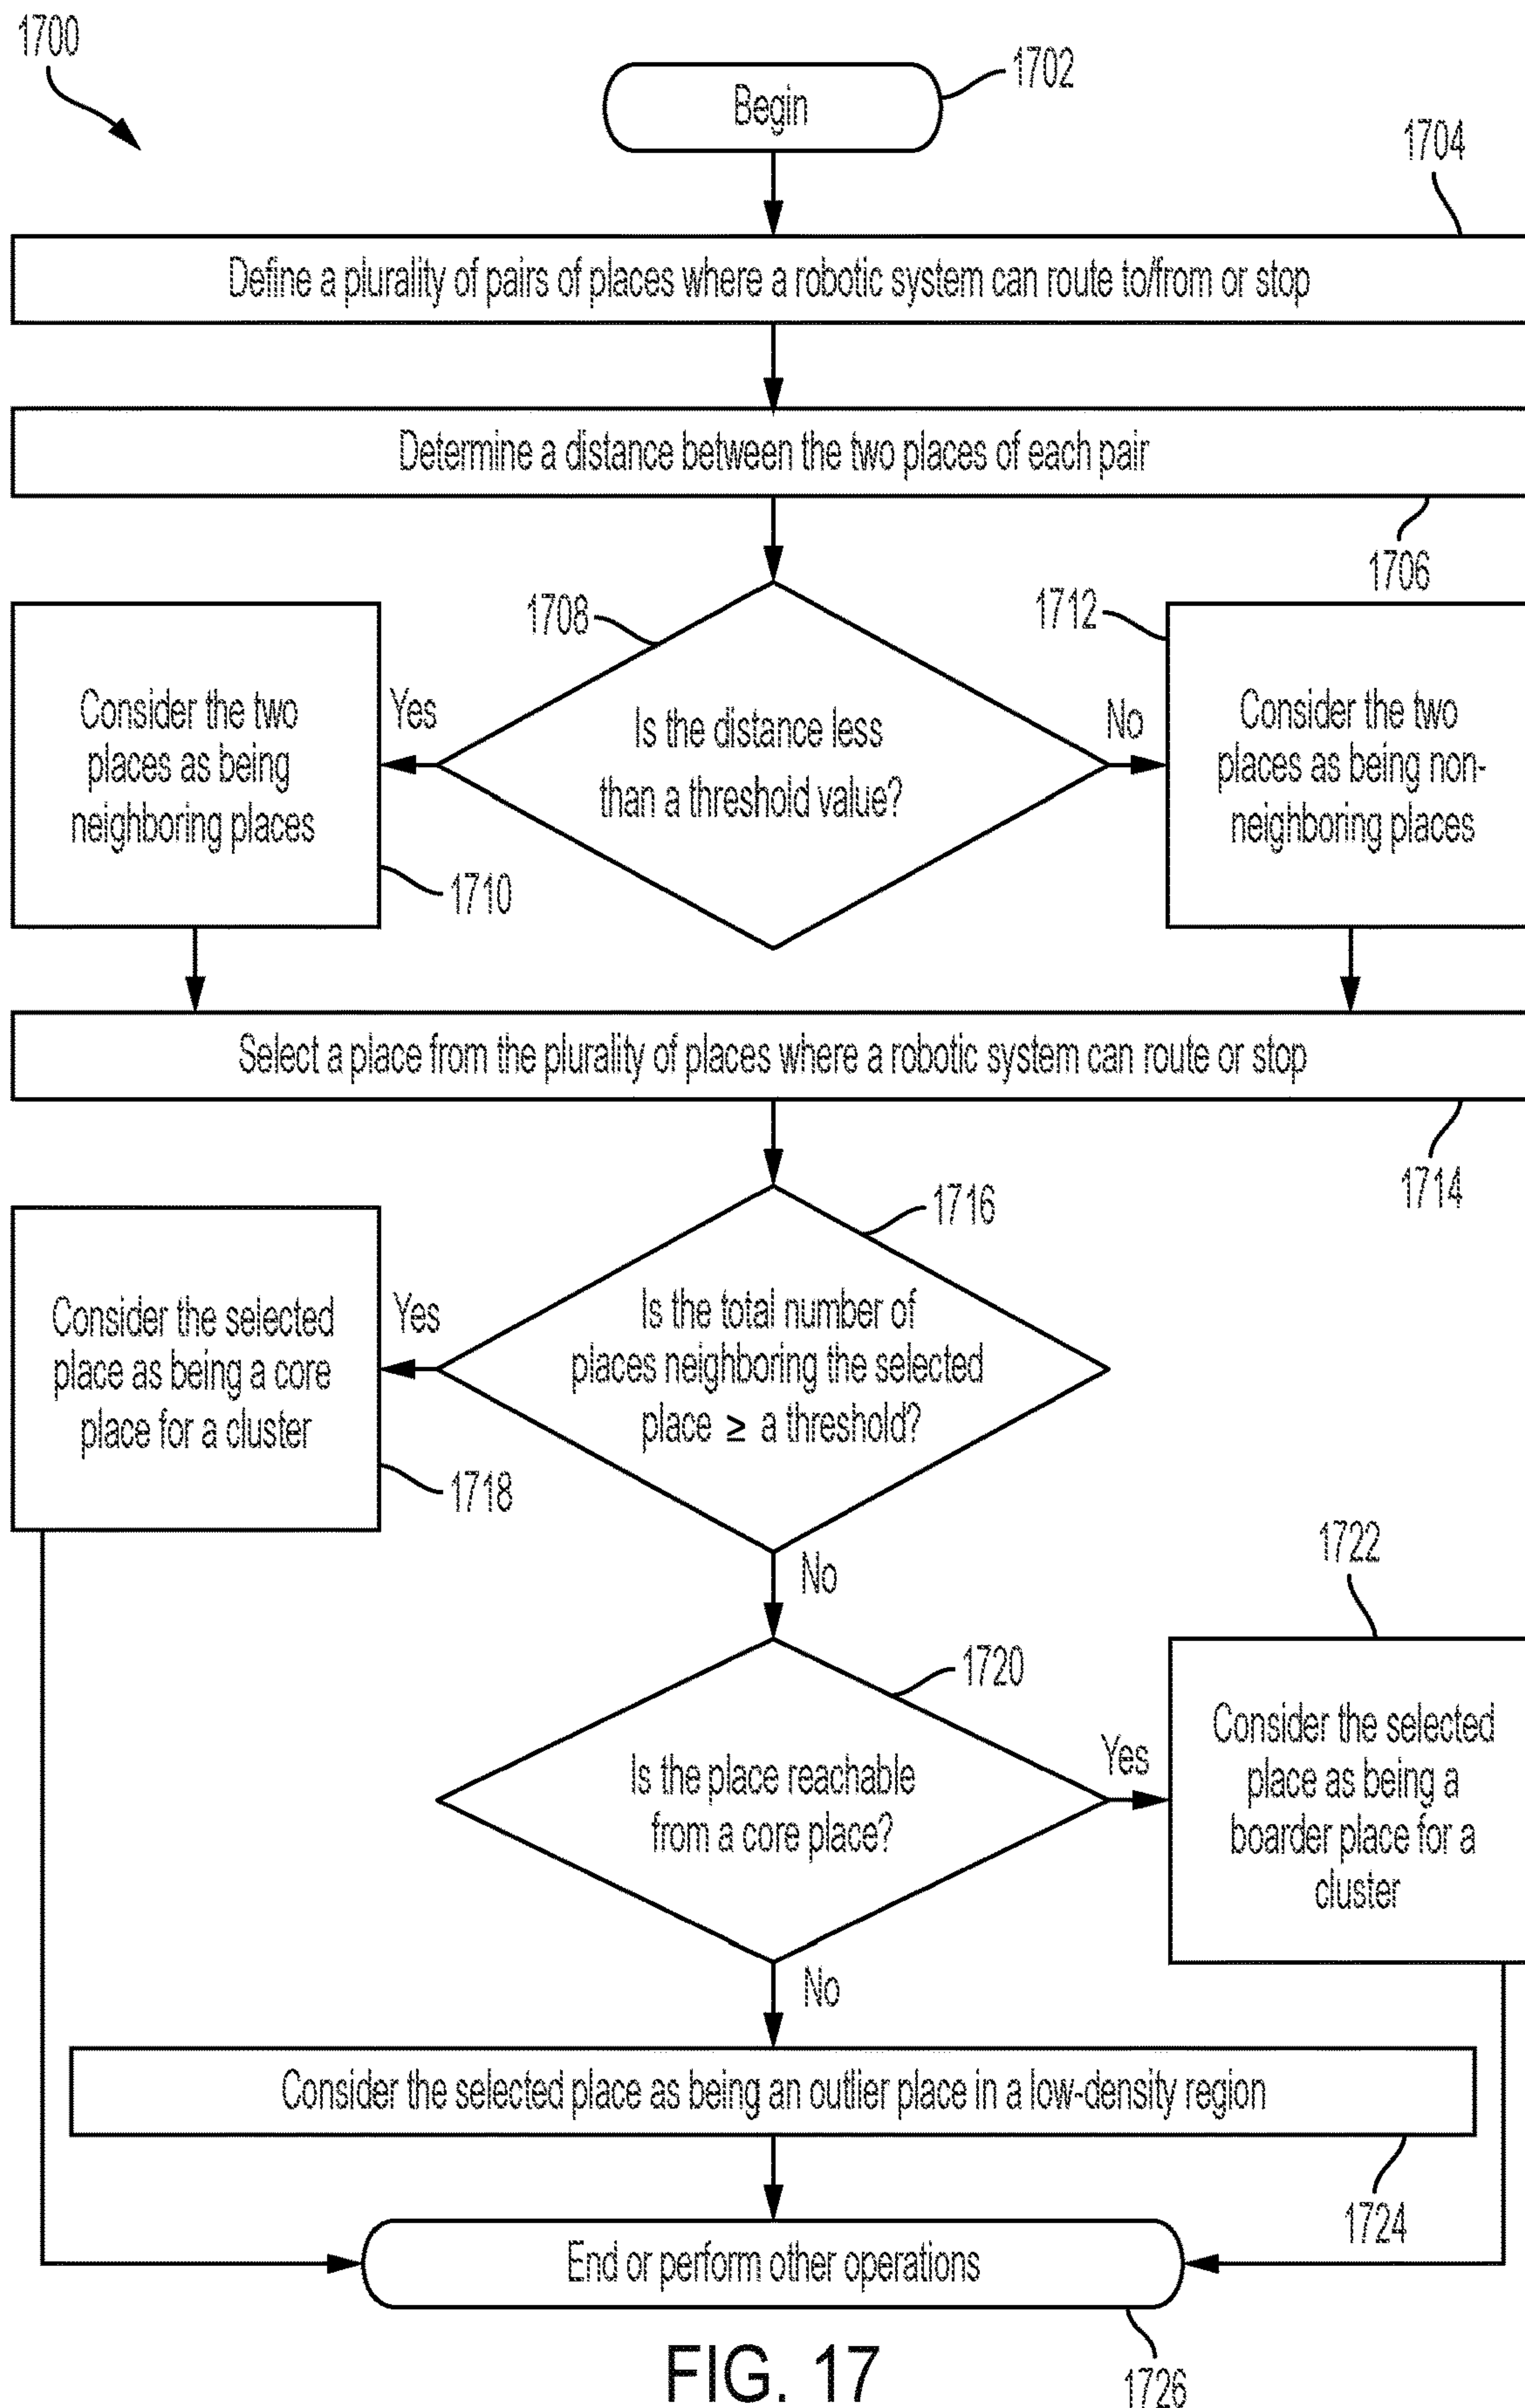 1700
Begin
1702
1704
Define a plurality of pairs of places where a robotic system can route to/from or stop
Determine a distance between the two places of each pair
1706
1708
1712
Consider the two
places as being
neighboring places
Yes
Is the distance less
than a threshold value?
No
Consider the two
places as being non-
neighboring places
1710
Select a place from the plurality of places where a robotic system can route or stop
1714
1716
Consider the selected
place as being a core
place for a cluster
Yes
Is the total number of
places neighboring the selected
place ≥ a threshold?
1718
No
1722
1720
Is the place reachable
from a core place?
Yes
Consider the selected
place as being a
boarder place for a
cluster
No
Consider the selected place as being an outlier place in a low-density region
1724
End or perform other operations
1726
FIG. 17